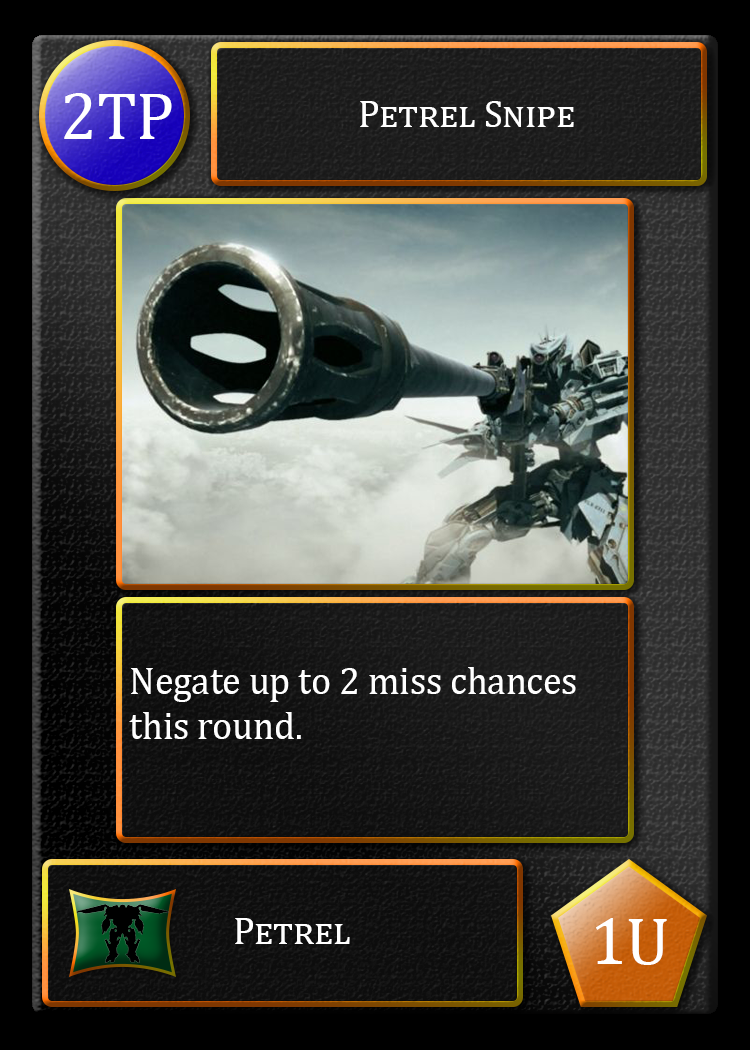 2TP
Petrel Snipe
Negate up to 2 miss chances
this round.
Petrel
1U